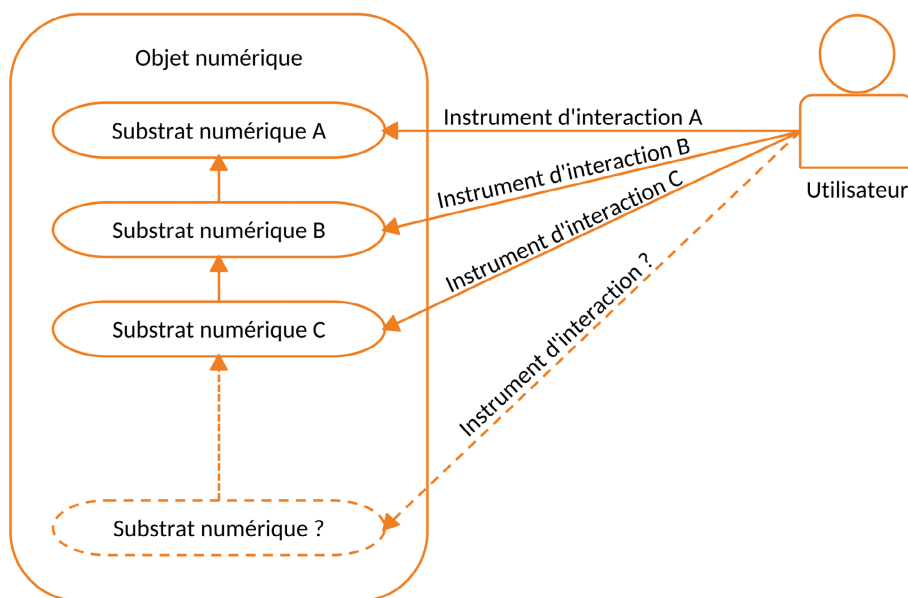 Objet numérique
Substrat numérique A
Instrument d'interaction A
Instrument d'interaction B
Utilisateur
Substrat numérique B
Instrument d'interaction C
Substrat numérique C
Instrument d'interaction ?
Substrat numérique ?